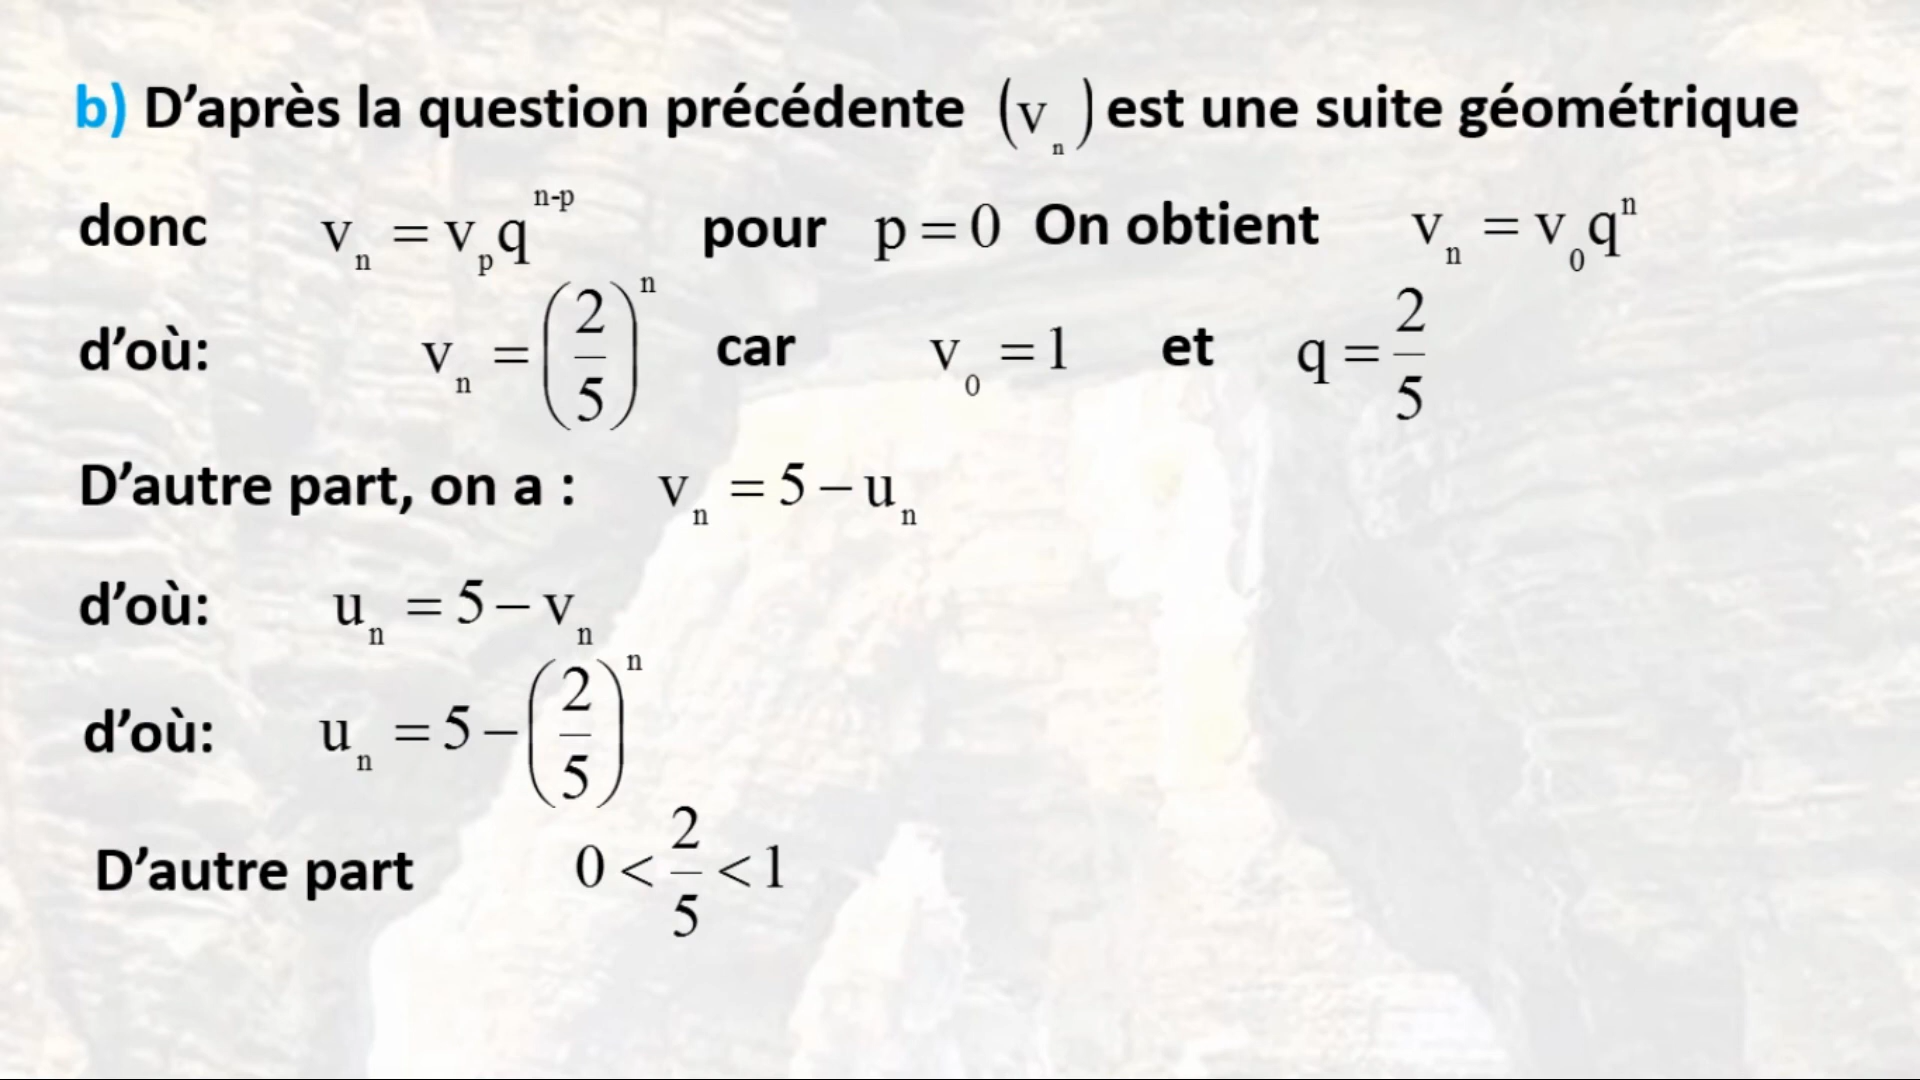 b) D’après la question précédente (vₙ) est une suite géométrique
donc vₙ = vₚqⁿ⁻ᵖ pour p = 0 On obtient vₙ = v₀qⁿ
d’où: vₙ = (2/5)ⁿ car v₀ = 1 et q = 2/5
D’autre part, on a : vₙ = 5 − uₙ
d’où: uₙ = 5 − vₙ
d’où: uₙ = 5 − (2/5)ⁿ
D’autre part 0 < 2/5 < 1